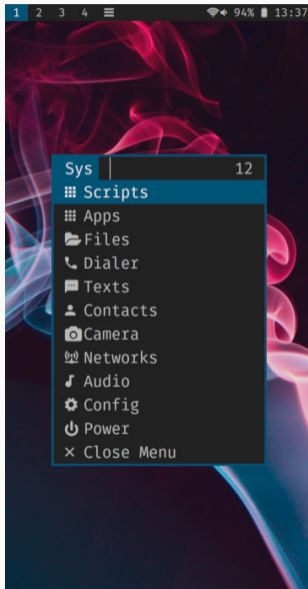 1 2 3 4 94% 13:37
Sys 12
Scripts
Apps
Files
Dialer
Texts
Contacts
Camera
Networks
Audio
Config
Power
× Close Menu